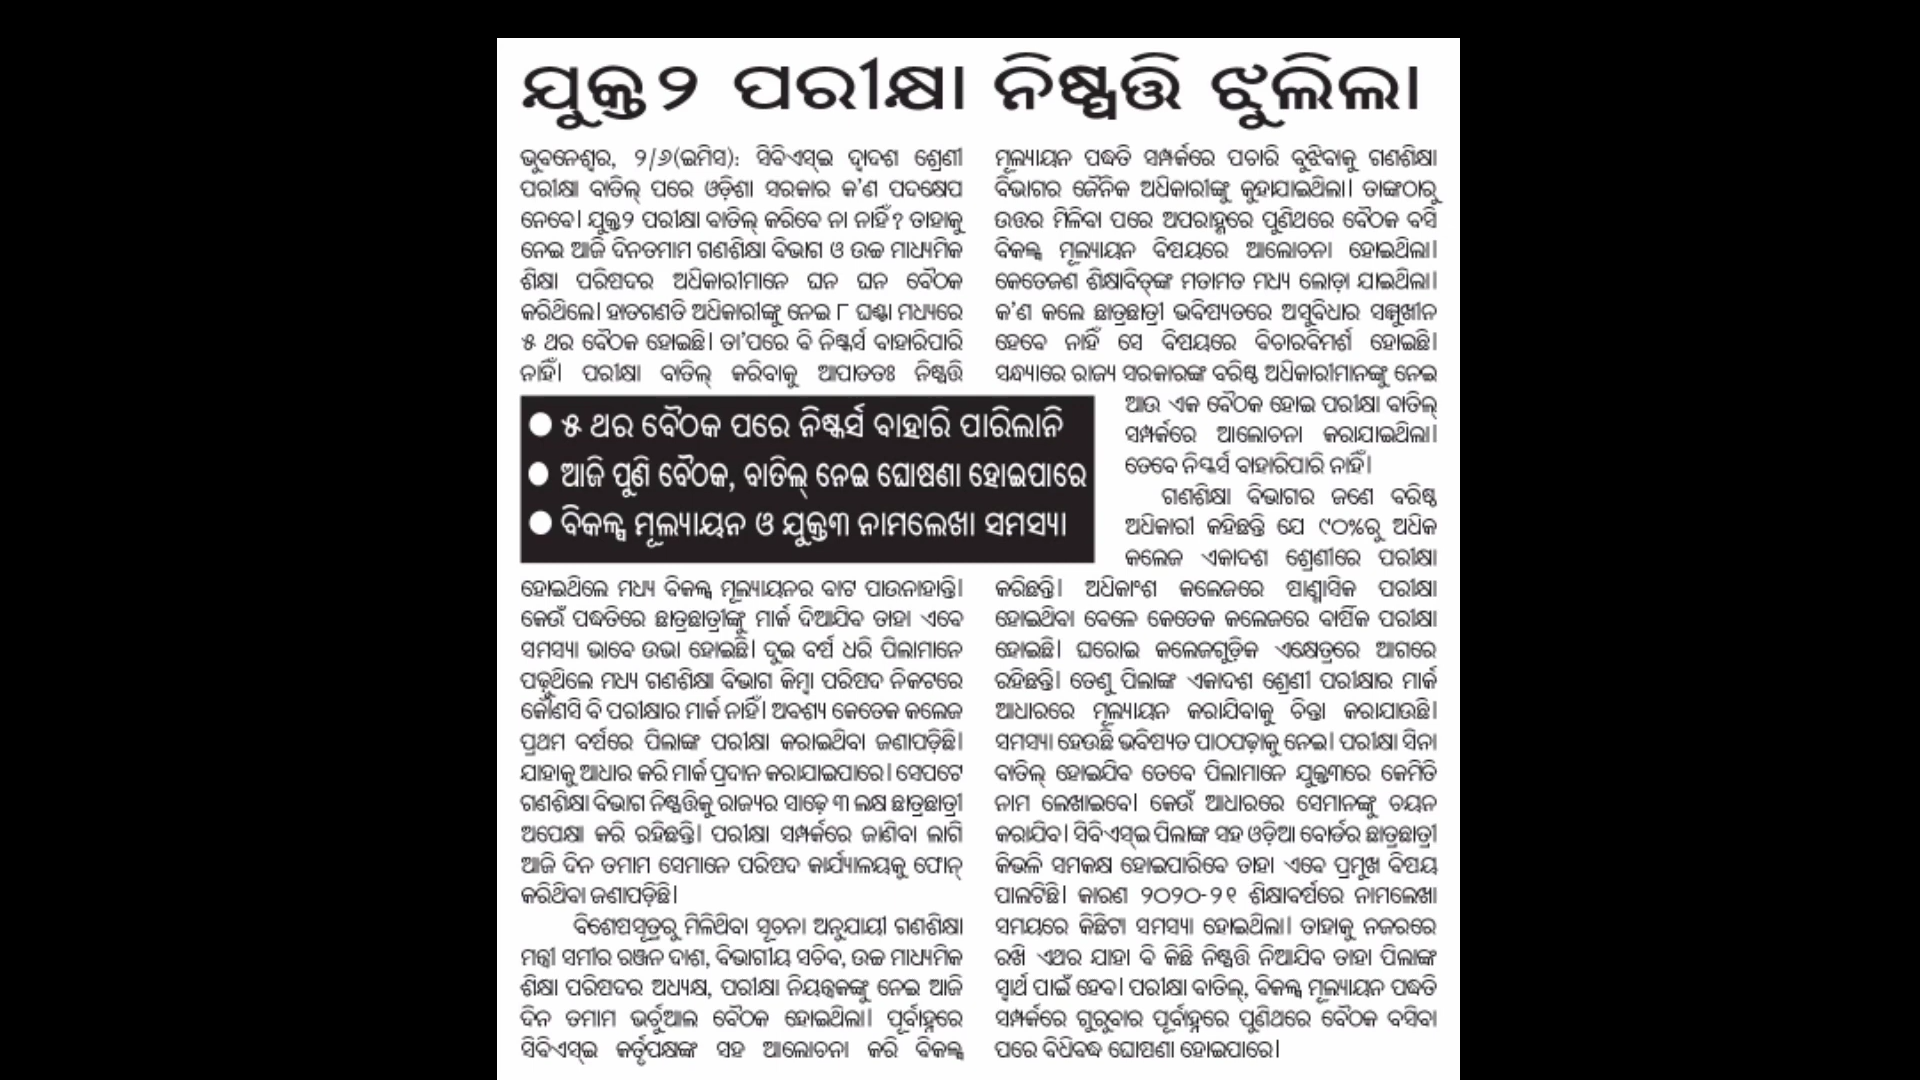 ଯୁକ୍ତ୨ ପରୀକ୍ଷା ନିଷ୍ପତ୍ତି ଝୁଲିଲା
ଭୁବନେଶ୍ୱର, ୨/୬(ଇମିସ): ସିବିଏସ୍‌ଇ ଦ୍ୱାଦଶ ଶ୍ରେଣୀ
ପରୀକ୍ଷା ବାତିଲ୍ ପରେ ଓଡ଼ିଶା ସରକାର କ'ଣ ପଦକ୍ଷେପ
ନେବେ। ଯୁକ୍ତ୨ ପରୀକ୍ଷା ବାତିଲ୍ କରିବେ ନା ନାହିଁ? ତାହାକୁ
ନେଇ ଆଜି ଦିନତମାମ ଗଣଶିକ୍ଷା ବିଭାଗ ଓ ଉଚ୍ଚ ମାଧ୍ୟମିକ
ଶିକ୍ଷା ପରିଷଦର ଅଧିକାରୀମାନେ ଘନ ଘନ ବୈଠକ
କରିଥିଲେ। ହାତଗଣତି ଅଧିକାରୀଙ୍କୁ ନେଇ ୮ ଘଣ୍ଟା ମଧ୍ୟରେ
୫ ଥର ବୈଠକ ହୋଇଛି। ତା'ପରେ ବି ନିଷ୍କର୍ସ ବାହାରିପାରି
ନାହିଁ। ପରୀକ୍ଷା ବାତିଲ୍ କରିବାକୁ ଆପାତତଃ ନିଷ୍ପତ୍ତି
● ୫ ଥର ବୈଠକ ପରେ ନିଷ୍କର୍ସ ବାହାରି ପାରିଲାନି
● ଆଜି ପୁଣି ବୈଠକ, ବାତିଲ୍ ନେଇ ଘୋଷଣା ହୋଇପାରେ
● ବିକଳ୍ପ ମୂଲ୍ୟାୟନ ଓ ଯୁକ୍ତ୩ ନାମଲେଖା ସମସ୍ୟା
ହୋଇଥିଲେ ମଧ୍ୟ ବିକଳ୍ପ ମୂଲ୍ୟାୟନର ବାଟ ପାଉନାହାନ୍ତି।
କେଉଁ ପଦ୍ଧତିରେ ଛାତ୍ରଛାତ୍ରୀଙ୍କୁ ମାର୍କ ଦିଆଯିବ ତାହା ଏବେ
ସମସ୍ୟା ଭାବେ ଉଭା ହୋଇଛି। ଦୁଇ ବର୍ଷ ଧରି ପିଲାମାନେ
ପଢ଼ୁଥିଲେ ମଧ୍ୟ ଗଣଶିକ୍ଷା ବିଭାଗ କିମ୍ବା ପରିଷଦ ନିକଟରେ
କୌଣସି ବି ପରୀକ୍ଷାର ମାର୍କ ନାହିଁ। ଅବଶ୍ୟ କେତେକ କଲେଜ
ପ୍ରଥମ ବର୍ଷରେ ପିଲାଙ୍କ ପରୀକ୍ଷା କରାଇଥିବା ଜଣାପଡ଼ିଛି।
ଯାହାକୁ ଆଧାର କରି ମାର୍କ ପ୍ରଦାନ କରାଯାଇପାରେ। ସେପଟେ
ଗଣଶିକ୍ଷା ବିଭାଗ ନିଷ୍ପତ୍ତିକୁ ରାଜ୍ୟର ସାଢ଼େ ୩ ଲକ୍ଷ ଛାତ୍ରଛାତ୍ରୀ
ଅପେକ୍ଷା କରି ରହିଛନ୍ତି। ପରୀକ୍ଷା ସମ୍ପର୍କରେ ଜାଣିବା ଲାଗି
ଆଜି ଦିନ ତମାମ ସେମାନେ ପରିଷଦ କାର୍ଯ୍ୟାଳୟକୁ ଫୋନ୍
କରିଥିବା ଜଣାପଡ଼ିଛି।
ବିଶେଷସୂତ୍ରରୁ ମିଳିଥିବା ସୂଚନା ଅନୁଯାୟୀ ଗଣଶିକ୍ଷା
ମନ୍ତ୍ରୀ ସମୀର ରଞ୍ଜନ ଦାଶ, ବିଭାଗୀୟ ସଚିବ, ଉଚ୍ଚ ମାଧ୍ୟମିକ
ଶିକ୍ଷା ପରିଷଦର ଅଧ୍ୟକ୍ଷ, ପରୀକ୍ଷା ନିୟନ୍ତ୍ରକଙ୍କୁ ନେଇ ଆଜି
ଦିନ ତମାମ ଭର୍ଚୁଆଲ ବୈଠକ ହୋଇଥିଲା। ପୂର୍ବାହ୍ନରେ
ସିବିଏସ୍‌ଇ କର୍ତ୍ତୃପକ୍ଷଙ୍କ ସହ ଆଲୋଚନା କରି ବିକଳ୍ପ
ମୂଲ୍ୟାୟନ ପଦ୍ଧତି ସମ୍ପର୍କରେ ପଚାରି ବୁଝିବାକୁ ଗଣଶିକ୍ଷା
ବିଭାଗର ଜୈନିକ ଅଧିକାରୀଙ୍କୁ କୁହାଯାଇଥିଲା। ତାଙ୍କଠାରୁ
ଉତ୍ତର ମିଳିବା ପରେ ଅପରାହ୍ନରେ ପୁଣିଥରେ ବୈଠକ ବସି
ବିକଳ୍ପ ମୂଲ୍ୟାୟନ ବିଷୟରେ ଆଲୋଚନା ହୋଇଥିଲା।
କେତେଜଣ ଶିକ୍ଷାବିତ୍‌ଙ୍କ ମତାମତ ମଧ୍ୟ ଲୋଡ଼ା ଯାଇଥିଲା।
କ'ଣ କଲେ ଛାତ୍ରଛାତ୍ରୀ ଭବିଷ୍ୟତରେ ଅସୁବିଧାର ସମ୍ମୁଖୀନ
ହେବେ ନାହିଁ ସେ ବିଷୟରେ ବିଚାରବିମର୍ଶ ହୋଇଛି।
ସନ୍ଧ୍ୟାରେ ରାଜ୍ୟ ସରକାରଙ୍କ ବରିଷ୍ଠ ଅଧିକାରୀମାନଙ୍କୁ ନେଇ
ଆଉ ଏକ ବୈଠକ ହୋଇ ପରୀକ୍ଷା ବାତିଲ୍
ସମ୍ପର୍କରେ ଆଲୋଚନା କରାଯାଇଥିଲା।
ତେବେ ନିଷ୍କର୍ସ ବାହାରିପାରି ନାହିଁ।
ଗଣଶିକ୍ଷା ବିଭାଗର ଜଣେ ବରିଷ୍ଠ
ଅଧିକାରୀ କହିଛନ୍ତି ଯେ ୯୦%ରୁ ଅଧିକ
କଲେଜ ଏକାଦଶ ଶ୍ରେଣୀରେ ପରୀକ୍ଷା
କରିଛନ୍ତି। ଅଧିକାଂଶ କଲେଜରେ ଷାଣ୍ମାସିକ ପରୀକ୍ଷା
ହୋଇଥିବା ବେଳେ କେତେକ କଲେଜରେ ବାର୍ଷିକ ପରୀକ୍ଷା
ହୋଇଛି। ଘରୋଇ କଲେଜଗୁଡ଼ିକ ଏକ୍ଷେତ୍ରରେ ଆଗରେ
ରହିଛନ୍ତି। ତେଣୁ ପିଲାଙ୍କ ଏକାଦଶ ଶ୍ରେଣୀ ପରୀକ୍ଷାର ମାର୍କ
ଆଧାରରେ ମୂଲ୍ୟାୟନ କରାଯିବାକୁ ଚିନ୍ତା କରାଯାଉଛି।
ସମସ୍ୟା ହେଉଛି ଭବିଷ୍ୟତ ପାଠପଢ଼ାକୁ ନେଇ। ପରୀକ୍ଷା ସିନା
ବାତିଲ୍ ହୋଇଯିବ ତେବେ ପିଲାମାନେ ଯୁକ୍ତ୩ରେ କେମିତି
ନାମ ଲେଖାଇବେ। କେଉଁ ଆଧାରରେ ସେମାନଙ୍କୁ ଚୟନ
କରାଯିବ। ସିବିଏସ୍‌ଇ ପିଲାଙ୍କ ସହ ଓଡ଼ିଆ ବୋର୍ଡର ଛାତ୍ରଛାତ୍ରୀ
କିଭଳି ସମକକ୍ଷ ହୋଇପାରିବେ ତାହା ଏବେ ପ୍ରମୁଖ ବିଷୟ
ପାଲଟିଛି। କାରଣ ୨୦୨୦-୨୧ ଶିକ୍ଷାବର୍ଷରେ ନାମଲେଖା
ସମୟରେ କିଛିଟା ସମସ୍ୟା ହୋଇଥିଲା। ତାହାକୁ ନଜରରେ
ରଖି ଏଥର ଯାହା ବି କିଛି ନିଷ୍ପତ୍ତି ନିଆଯିବ ତାହା ପିଲାଙ୍କ
ସ୍ୱାର୍ଥ ପାଇଁ ହେବ। ପରୀକ୍ଷା ବାତିଲ୍, ବିକଳ୍ପ ମୂଲ୍ୟାୟନ ପଦ୍ଧତି
ସମ୍ପର୍କରେ ଗୁରୁବାର ପୂର୍ବାହ୍ନରେ ପୁଣିଥରେ ବୈଠକ ବସିବା
ପରେ ବିଧିବଦ୍ଧ ଘୋଷଣା ହୋଇପାରେ।